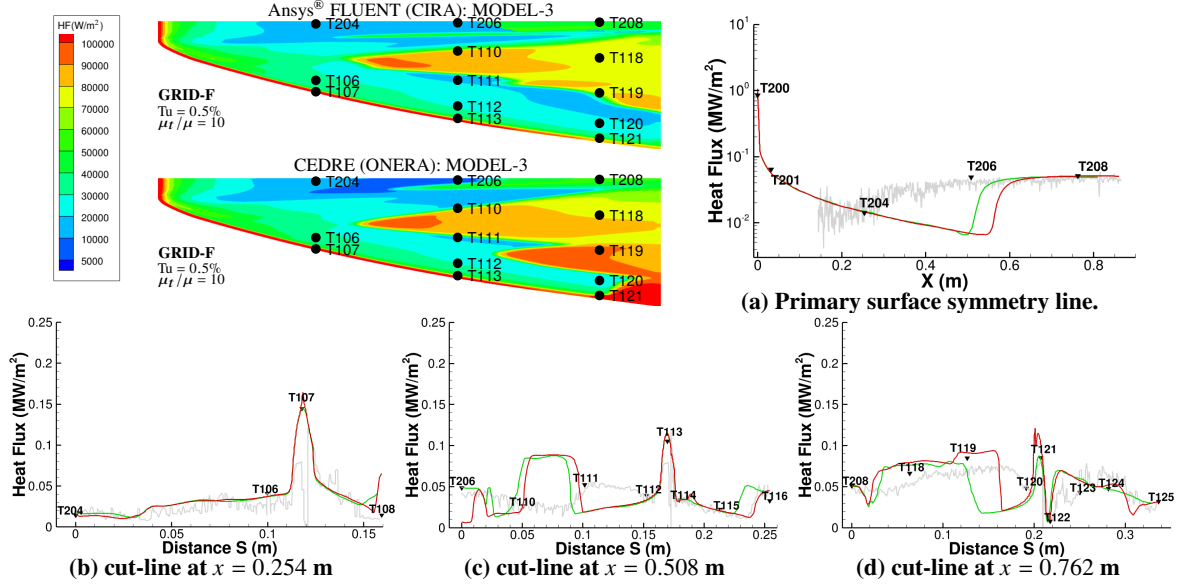 Ansys® FLUENT (CIRA): MODEL-3
HF(W/m²)
100000
90000
80000
70000
60000
50000
40000
30000
20000
10000
5000
T204
T206
T208
T110
T118
T106
T111
T107
T119
T112
T113
T120
T121
GRID-F
Tu = 0.5%
μt/μ = 10
CEDRE (ONERA): MODEL-3
T204
T206
T208
T110
T118
T106
T111
T107
T119
T112
T113
T120
T121
GRID-F
Tu = 0.5%
μt/μ = 10
Heat Flux (MW/m²)
10¹
10⁰
10⁻¹
10⁻²
T200
T201
T204
T206
T208
0
0.2
0.4
0.6
0.8
X (m)
(a) Primary surface symmetry line.
Heat Flux (MW/m²)
0.25
0.2
0.15
0.1
0.05
0
T204
T106
T107
T108
0
0.05
0.1
0.15
Distance S (m)
(b) cut-line at x = 0.254 m
Heat Flux (MW/m²)
0.25
0.2
0.15
0.1
0.05
0
T206
T110
T111
T112
T113
T114
T115
T116
0
0.05
0.1
0.15
0.2
0.25
Distance S (m)
(c) cut-line at x = 0.508 m
Heat Flux (MW/m²)
0.25
0.2
0.15
0.1
0.05
0
T208
T118
T119
T120
T121
T122
T123
T124
T125
0
0.1
0.2
0.3
Distance S (m)
(d) cut-line at x = 0.762 m